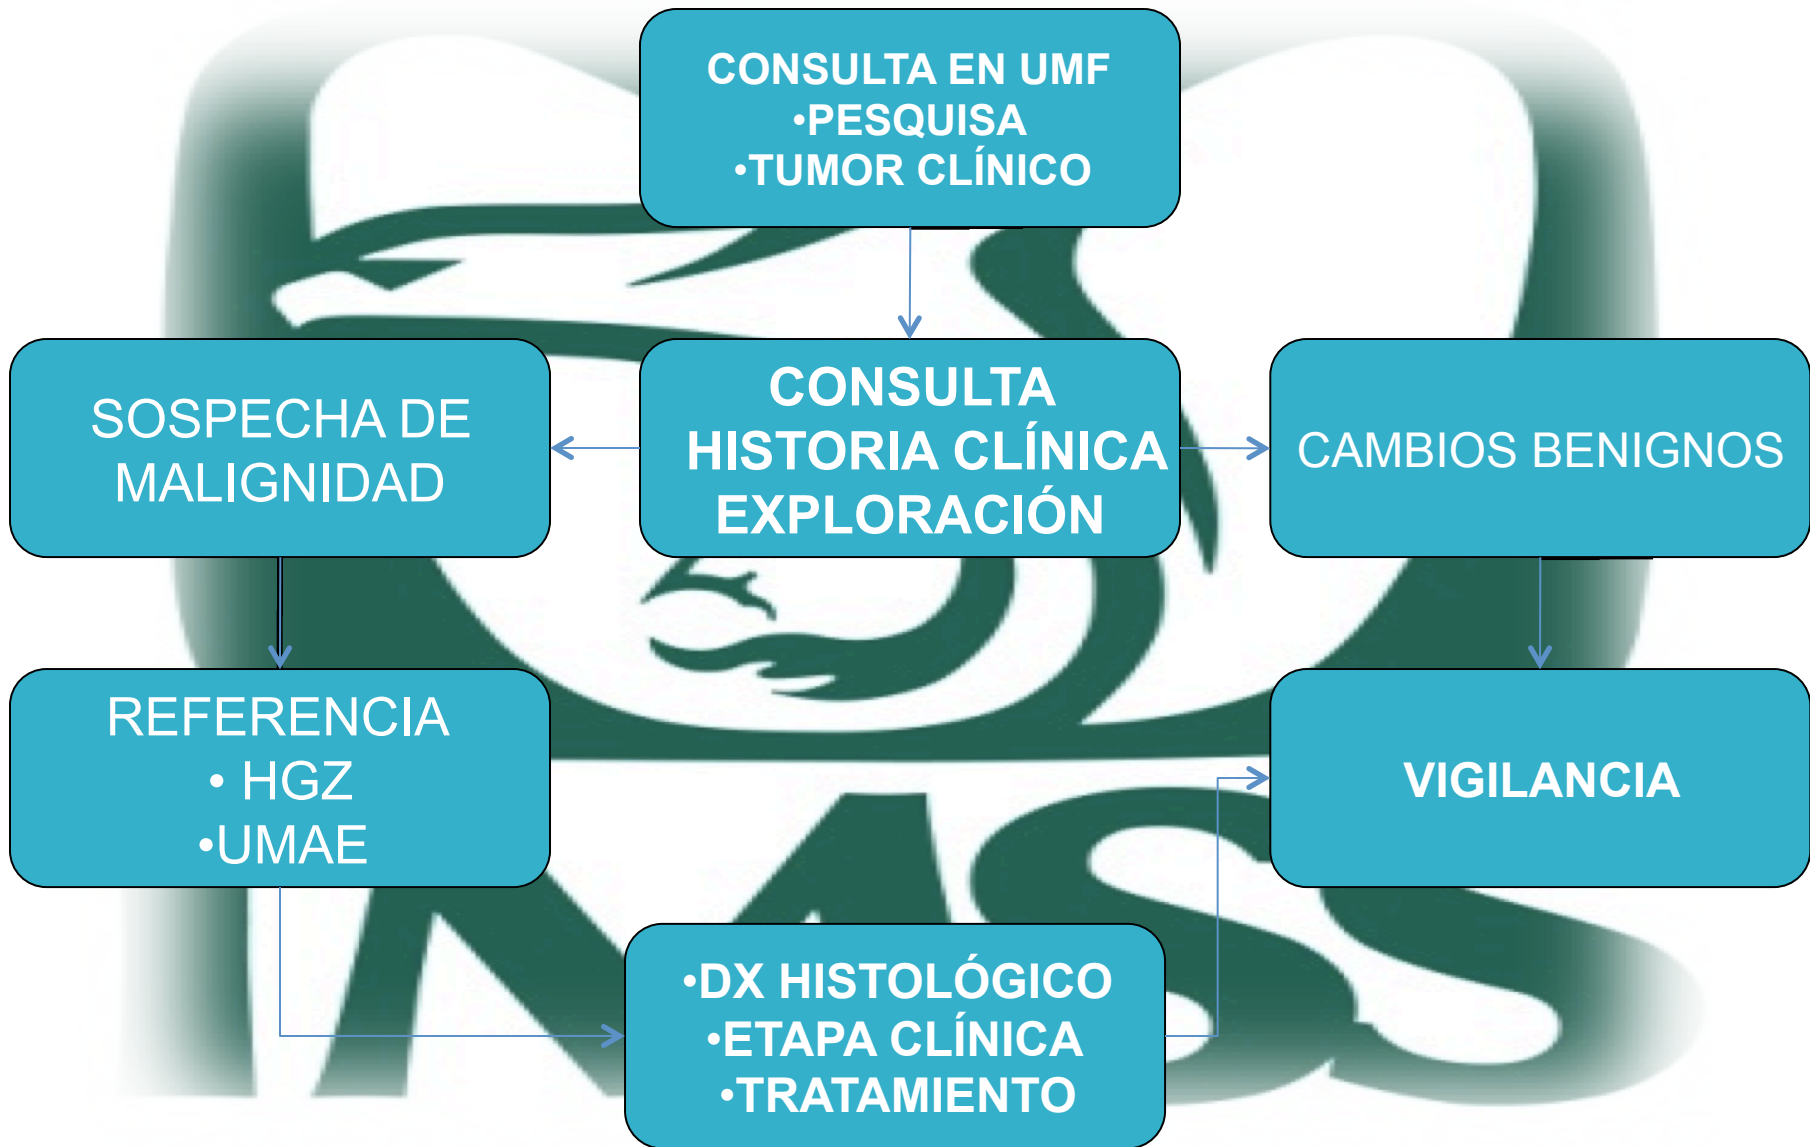 CONSULTA EN UMF
•PESQUISA
•TUMOR CLÍNICO
SOSPECHA DE
MALIGNIDAD
CONSULTA
HISTORIA CLÍNICA
EXPLORACIÓN
CAMBIOS BENIGNOS
REFERENCIA
• HGZ
•UMAE
VIGILANCIA
•DX HISTOLÓGICO
•ETAPA CLÍNICA
•TRATAMIENTO